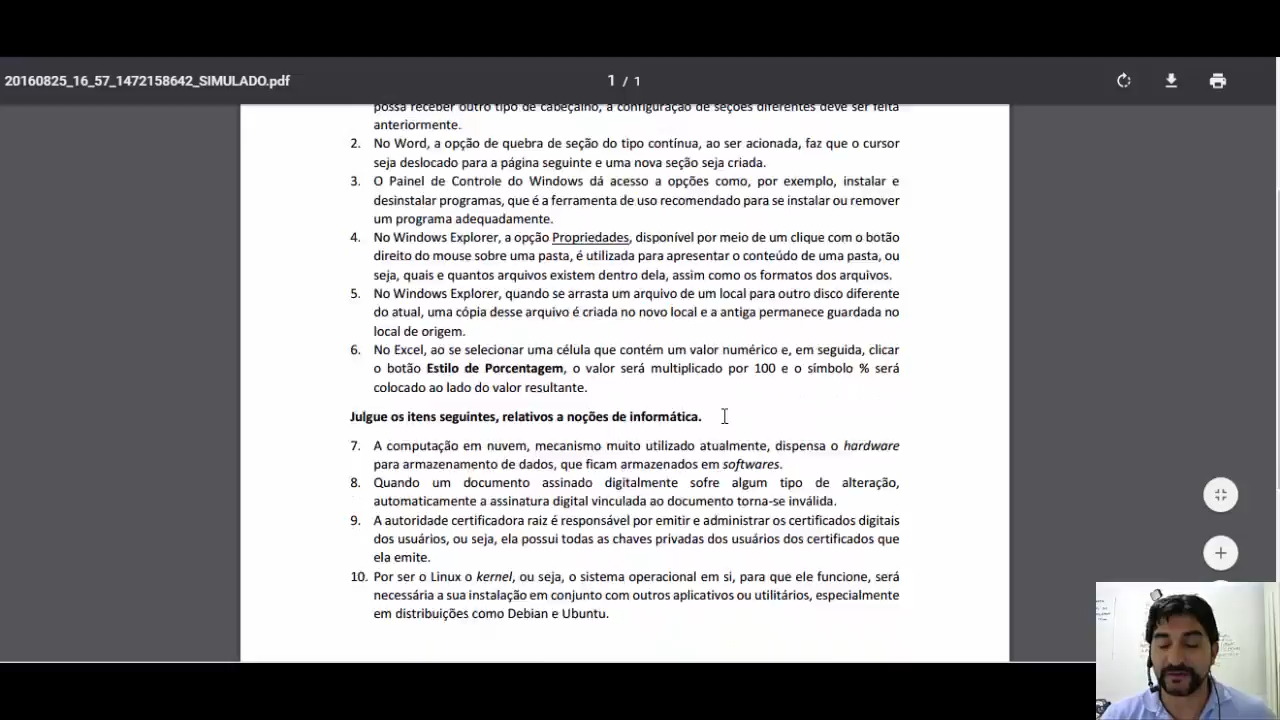 20160825_16_57_1472158642_SIMULADO.pdf
1 / 1
possa receber outro tipo de cabeçalho, a configuração de seções diferentes deve ser feita
anteriormente.
2. No Word, a opção de quebra de seção do tipo contínua, ao ser acionada, faz que o cursor
seja deslocado para a página seguinte e uma nova seção seja criada.
3. O Painel de Controle do Windows dá acesso a opções como, por exemplo, instalar e
desinstalar programas, que é a ferramenta de uso recomendado para se instalar ou remover
um programa adequadamente.
4. No Windows Explorer, a opção Propriedades, disponível por meio de um clique com o botão
direito do mouse sobre uma pasta, é utilizada para apresentar o conteúdo de uma pasta, ou
seja, quais e quantos arquivos existem dentro dela, assim como os formatos dos arquivos.
5. No Windows Explorer, quando se arrasta um arquivo de um local para outro disco diferente
do atual, uma cópia desse arquivo é criada no novo local e a antiga permanece guardada no
local de origem.
6. No Excel, ao se selecionar uma célula que contém um valor numérico e, em seguida, clicar
o botão Estilo de Porcentagem, o valor será multiplicado por 100 e o símbolo % será
colocado ao lado do valor resultante.
Julgue os itens seguintes, relativos a noções de informática.
7. A computação em nuvem, mecanismo muito utilizado atualmente, dispensa o hardware
para armazenamento de dados, que ficam armazenados em softwares.
8. Quando um documento assinado digitalmente sofre algum tipo de alteração,
automaticamente a assinatura digital vinculada ao documento torna-se inválida.
9. A autoridade certificadora raiz é responsável por emitir e administrar os certificados digitais
dos usuários, ou seja, ela possui todas as chaves privadas dos usuários dos certificados que
ela emite.
10. Por ser o Linux o kernel, ou seja, o sistema operacional em si, para que ele funcione, será
necessária a sua instalação em conjunto com outros aplicativos ou utilitários, especialmente
em distribuições como Debian e Ubuntu.